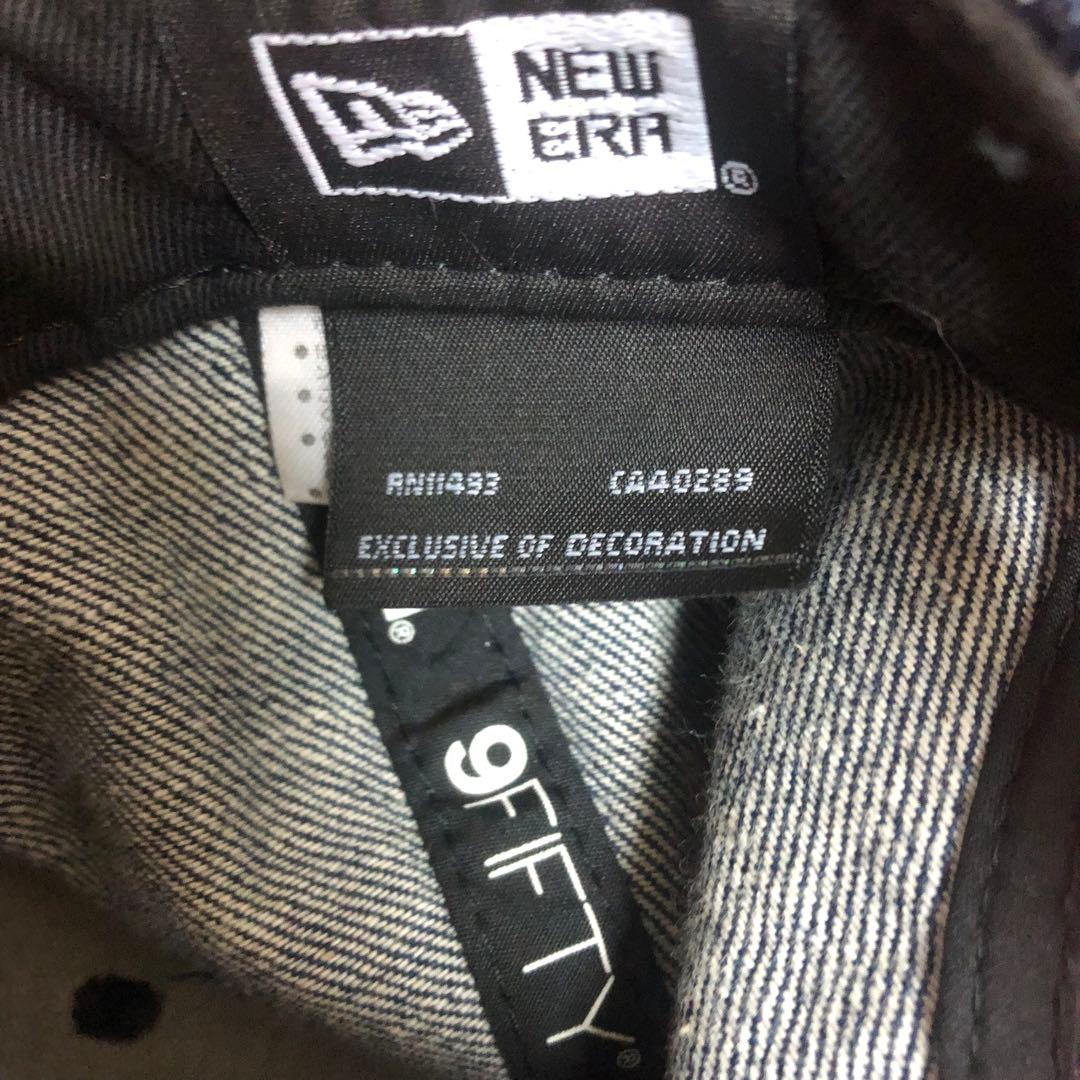 NEW
ERA
®
RN11493
CA40289
EXCLUSIVE OF DECORATION
®
9FIFTY®